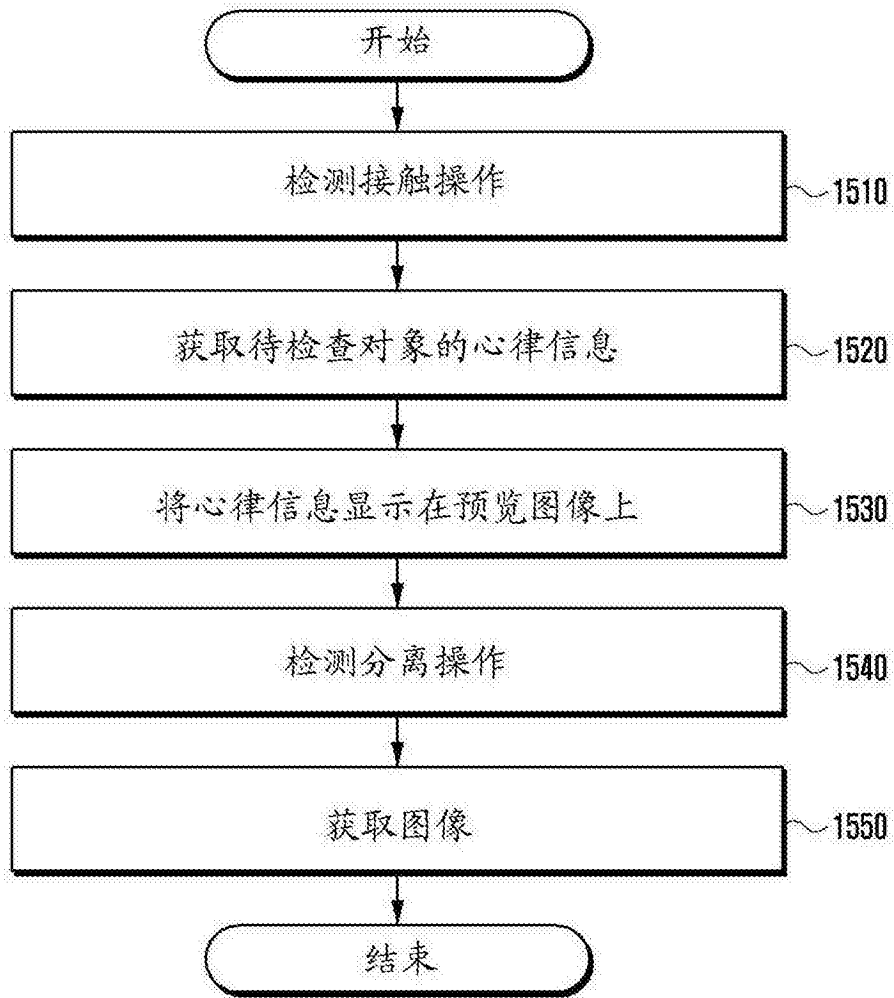 开始
检测接触操作
1510
获取待检查对象的心律信息
1520
将心律信息显示在预览图像上
1530
检测分离操作
1540
获取图像
1550
结束